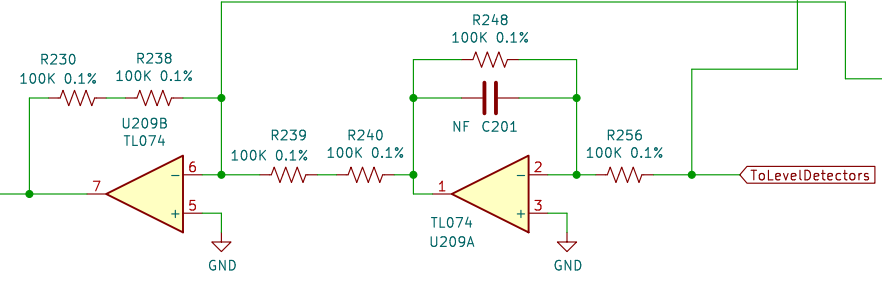 R248
100K 0.1%
R230
100K 0.1%
R238
100K 0.1%
NF C201
U209B
TL074
R239
100K 0.1%
R240
100K 0.1%
R256
100K 0.1%
6
7
5
−
+
2
1
3
−
+
ToLevelDetectors
TL074
U209A
GND
GND